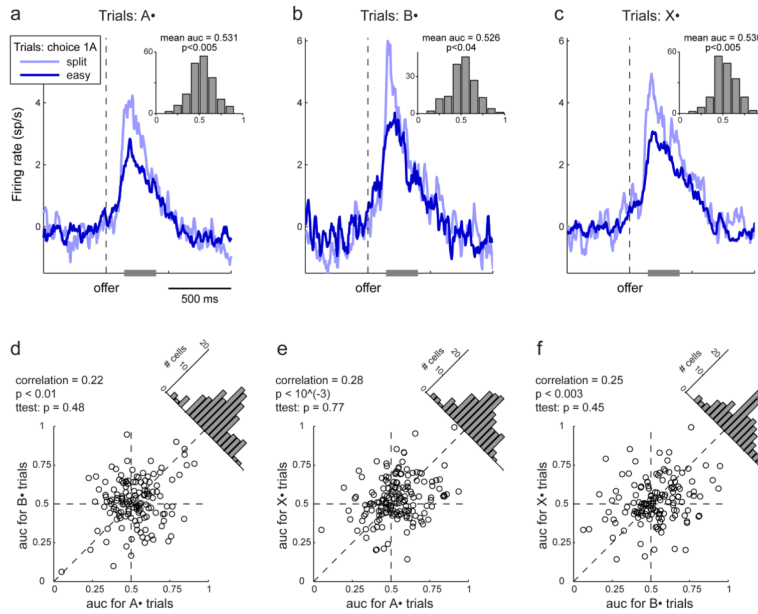 a
Trials: A•
b
Trials: B•
c
Trials: X•
Trials: choice 1A
split
easy
mean auc = 0.531
p<0.005
60
0
0
0.5
1
mean auc = 0.526
p<0.04
40
0
0
0.5
1
mean auc = 0.530
p<0.005
60
0
0
0.5
1
Firing rate (sp/s)
4
2
0
6
4
2
0
6
4
2
0
offer
500 ms
offer
offer
d
correlation = 0.22
p < 0.01
ttest: p = 0.48
# cells
0
10
20
auc for B• trials
1
0.75
0.5
0.25
0
0
0.25
0.5
0.75
1
auc for A• trials
e
correlation = 0.28
p < 10^(-3)
ttest: p = 0.77
# cells
0
10
20
auc for X• trials
1
0.75
0.5
0.25
0
0
0.25
0.5
0.75
1
auc for A• trials
f
correlation = 0.25
p < 0.003
ttest: p = 0.45
# cells
0
10
20
auc for X• trials
1
0.75
0.5
0.25
0
0
0.25
0.5
0.75
1
auc for B• trials